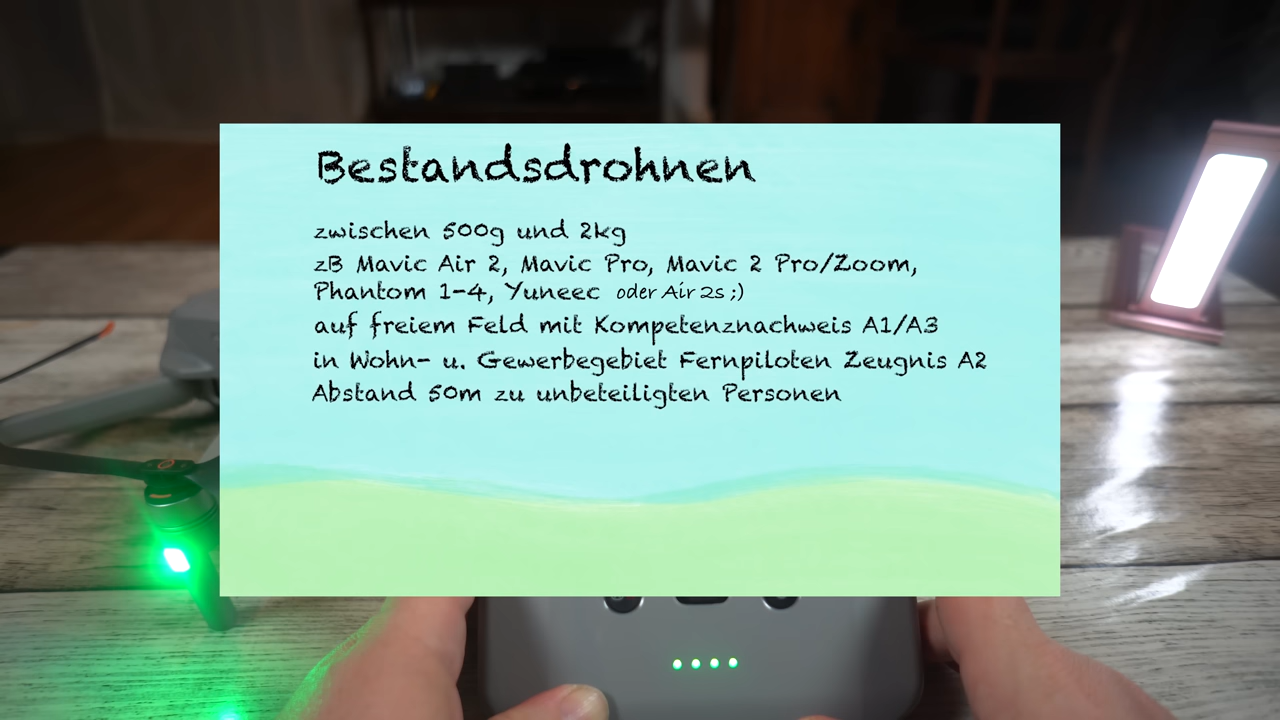 Bestandsdrohnen
zwischen 500g und 2kg
zB Mavic Air 2, Mavic Pro, Mavic 2 Pro/Zoom,
Phantom 1-4, Yuneec oder Air 2s ;)
auf freiem Feld mit Kompetenznachweis A1/A3
in Wohn- u. Gewerbegebiet Fernpiloten Zeugnis A2
Abstand 50m zu unbeteiligten Personen